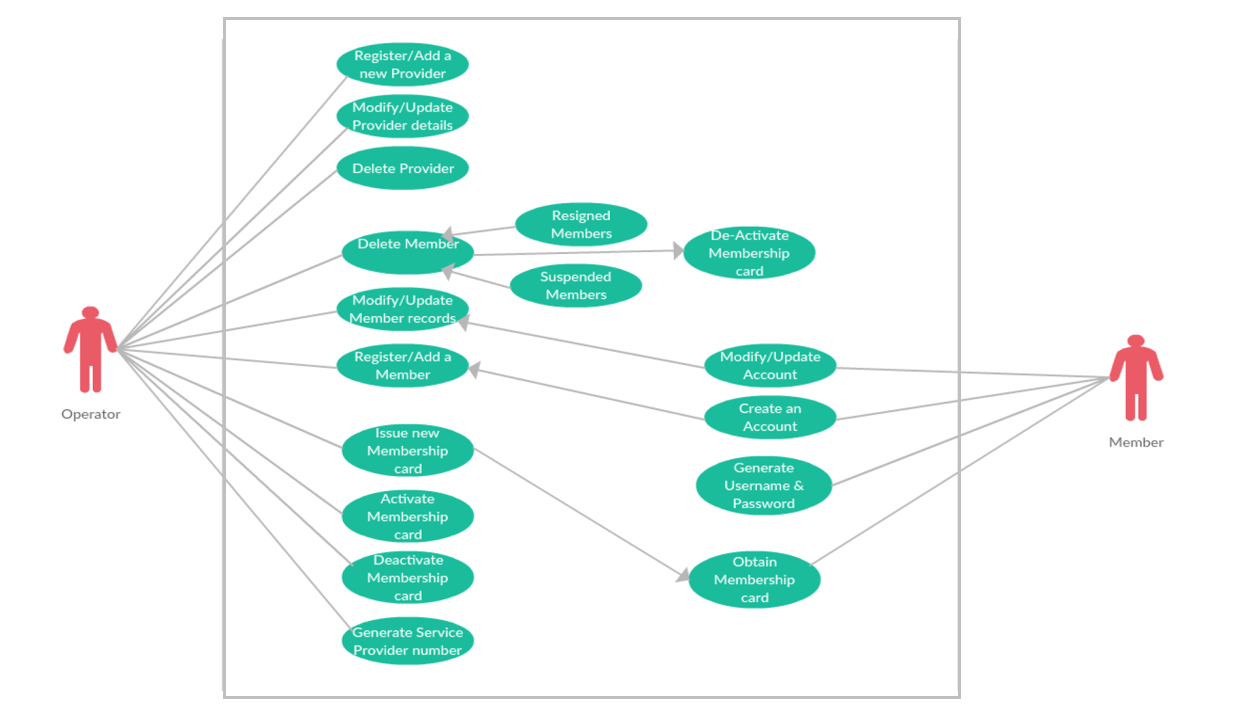 Register/Add a
new Provider
Modify/Update
Provider details
Delete Provider
Delete Member
Resigned
Members
De-Activate
Membership
card
Suspended
Members
Modify/Update
Member records
Register/Add a
Member
Modify/Update
Account
Create an
Account
Operator
Member
Issue new
Membership
card
Generate
Username &
Password
Activate
Membership
card
Deactivate
Membership
card
Obtain
Membership
card
Generate Service
Provider number